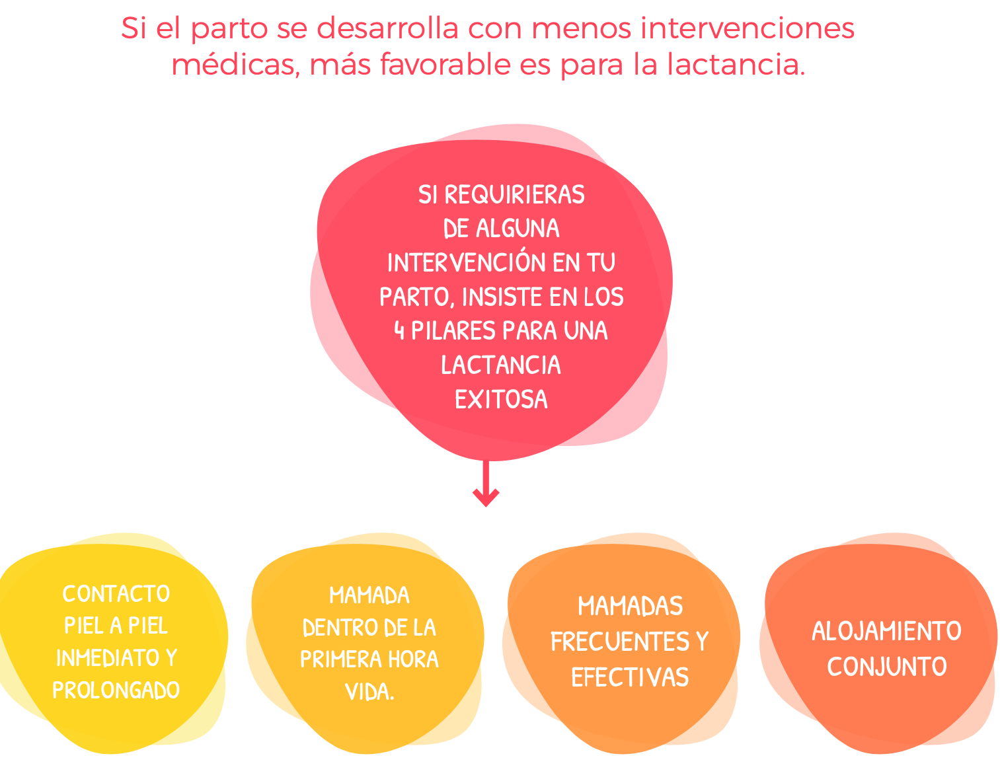 Si el parto se desarrolla con menos intervenciones
médicas, más favorable es para la lactancia.
SI REQUIRIERAS
DE ALGUNA
INTERVENCIÓN EN TU
PARTO, INSISTE EN LOS
4 PILARES PARA UNA
LACTANCIA
EXITOSA
CONTACTO
PIEL A PIEL
INMEDIATO Y
PROLONGADO
MAMADA
DENTRO DE LA
PRIMERA HORA
VIDA.
MAMADAS
FRECUENTES Y
EFECTIVAS
ALOJAMIENTO
CONJUNTO